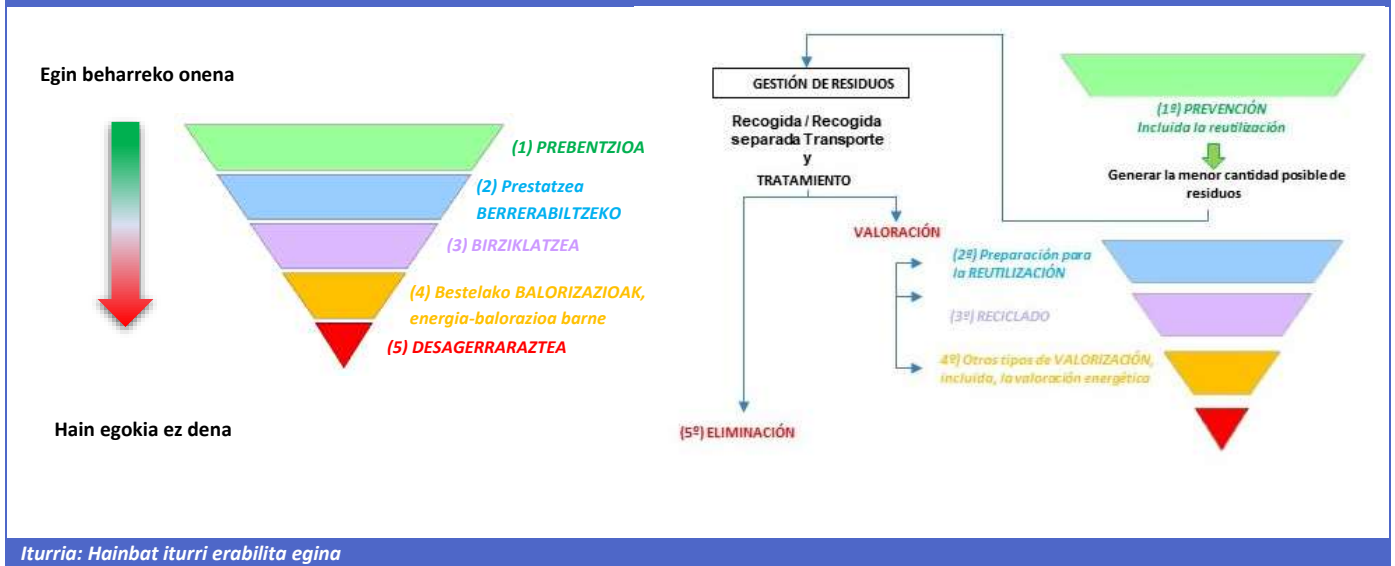 Egin beharreko onena
(1) PREBENTZIOA
(2) Prestatzea
BERRERABILTZEKO
(3) BIRZIKLATZEA
(4) Bestelako BALORIZAZIOAK,
energia-balorazioa barne
(5) DESAGERRARAZTEA
Hain egokia ez dena
GESTIÓN DE RESIDUOS
Recogida / Recogida
separada Transporte
y
TRATAMIENTO
VALORACIÓN
(1º) PREVENCIÓN
Incluida la reutilización
Generar la menor cantidad posible de
residuos
(2º) Preparación para
la REUTILIZACIÓN
(3º) RECICLADO
4º) Otros tipos de VALORIZACIÓN,
incluida, la valoración energética
(5º) ELIMINACIÓN
Iturria: Hainbat iturri erabilita egina